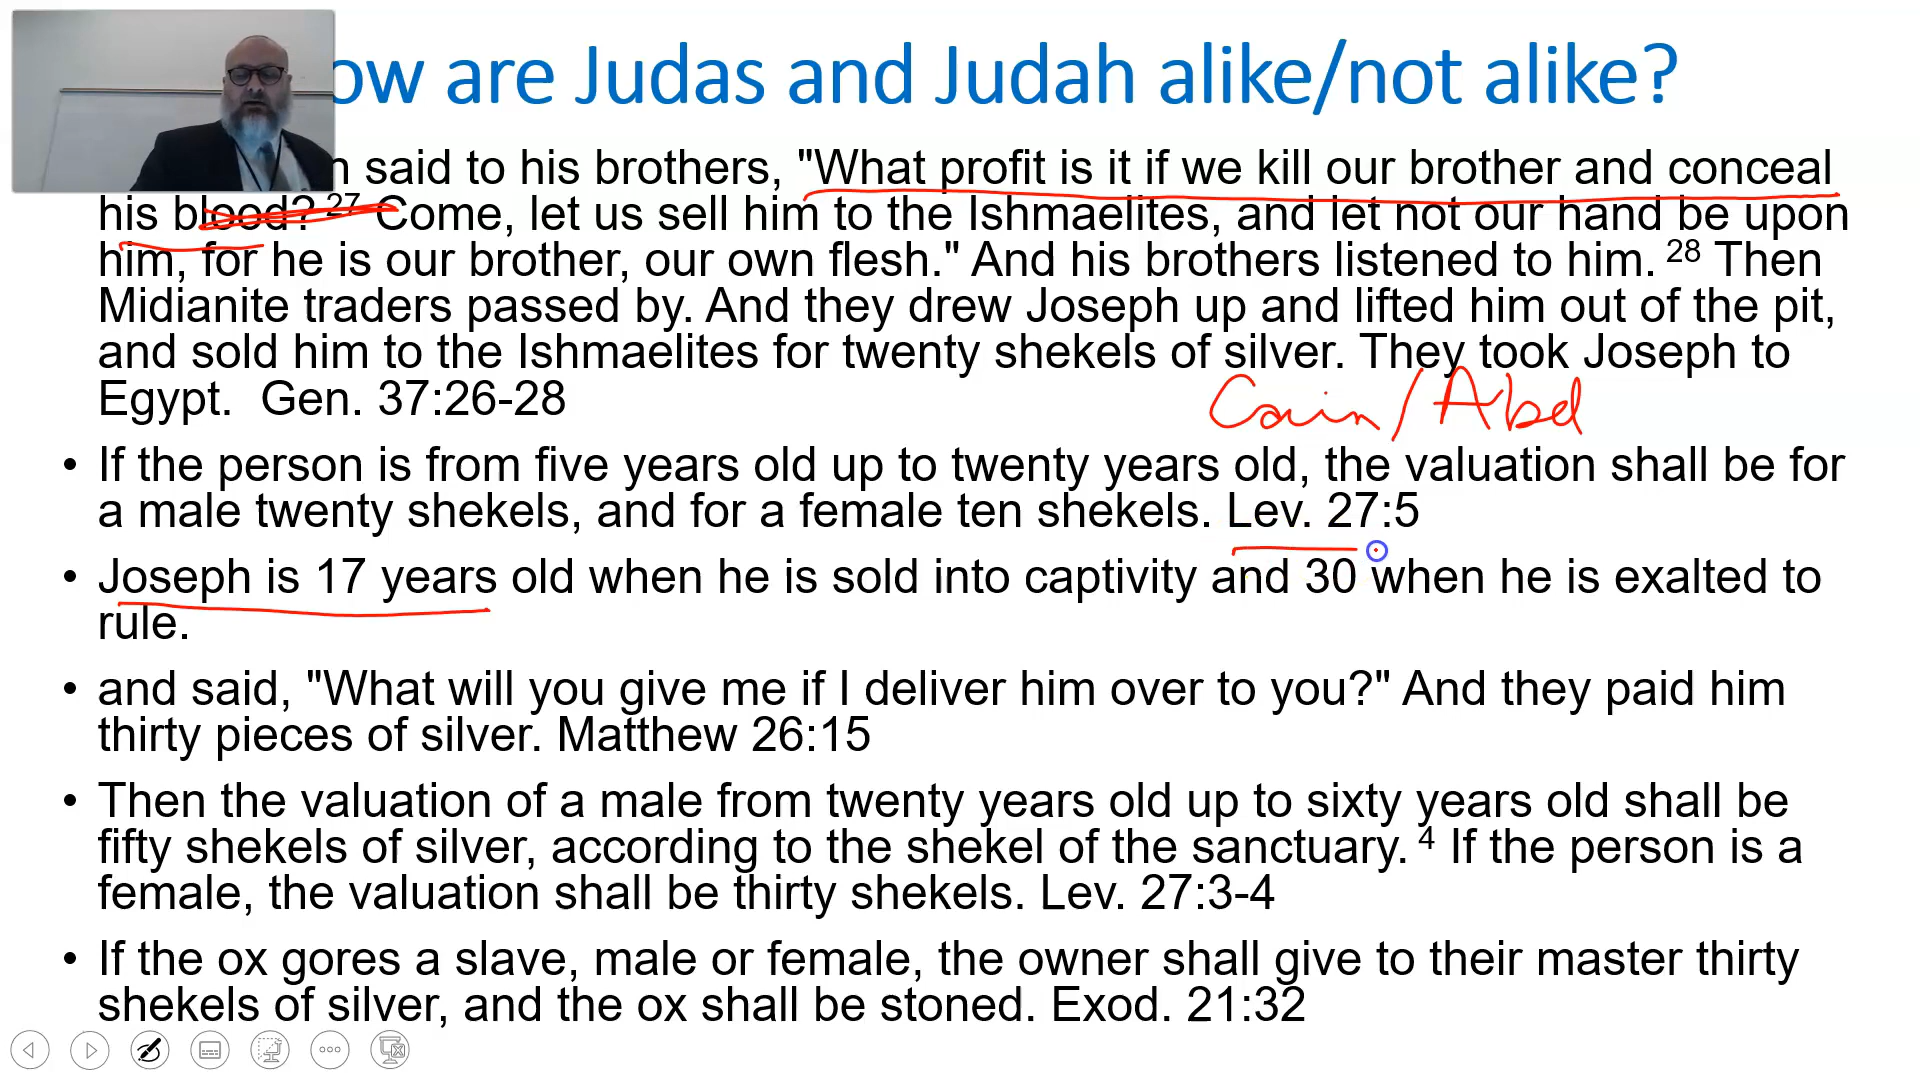 ow are Judas and Judah alike/not alike?
said to his brothers, "What profit is it if we kill our brother and conceal
his blood? 27 Come, let us sell him to the Ishmaelites, and let not our hand be upon
him, for he is our brother, our own flesh." And his brothers listened to him. 28 Then
Midianite traders passed by. And they drew Joseph up and lifted him out of the pit,
and sold him to the Ishmaelites for twenty shekels of silver. They took Joseph to
Egypt. Gen. 37:26-28
Cain/Abel
• If the person is from five years old up to twenty years old, the valuation shall be for
a male twenty shekels, and for a female ten shekels. Lev. 27:5
• Joseph is 17 years old when he is sold into captivity and 30 when he is exalted to
rule.
• and said, "What will you give me if I deliver him over to you?" And they paid him
thirty pieces of silver. Matthew 26:15
• Then the valuation of a male from twenty years old up to sixty years old shall be
fifty shekels of silver, according to the shekel of the sanctuary. 4 If the person is a
female, the valuation shall be thirty shekels. Lev. 27:3-4
• If the ox gores a slave, male or female, the owner shall give to their master thirty
shekels of silver, and the ox shall be stoned. Exod. 21:32